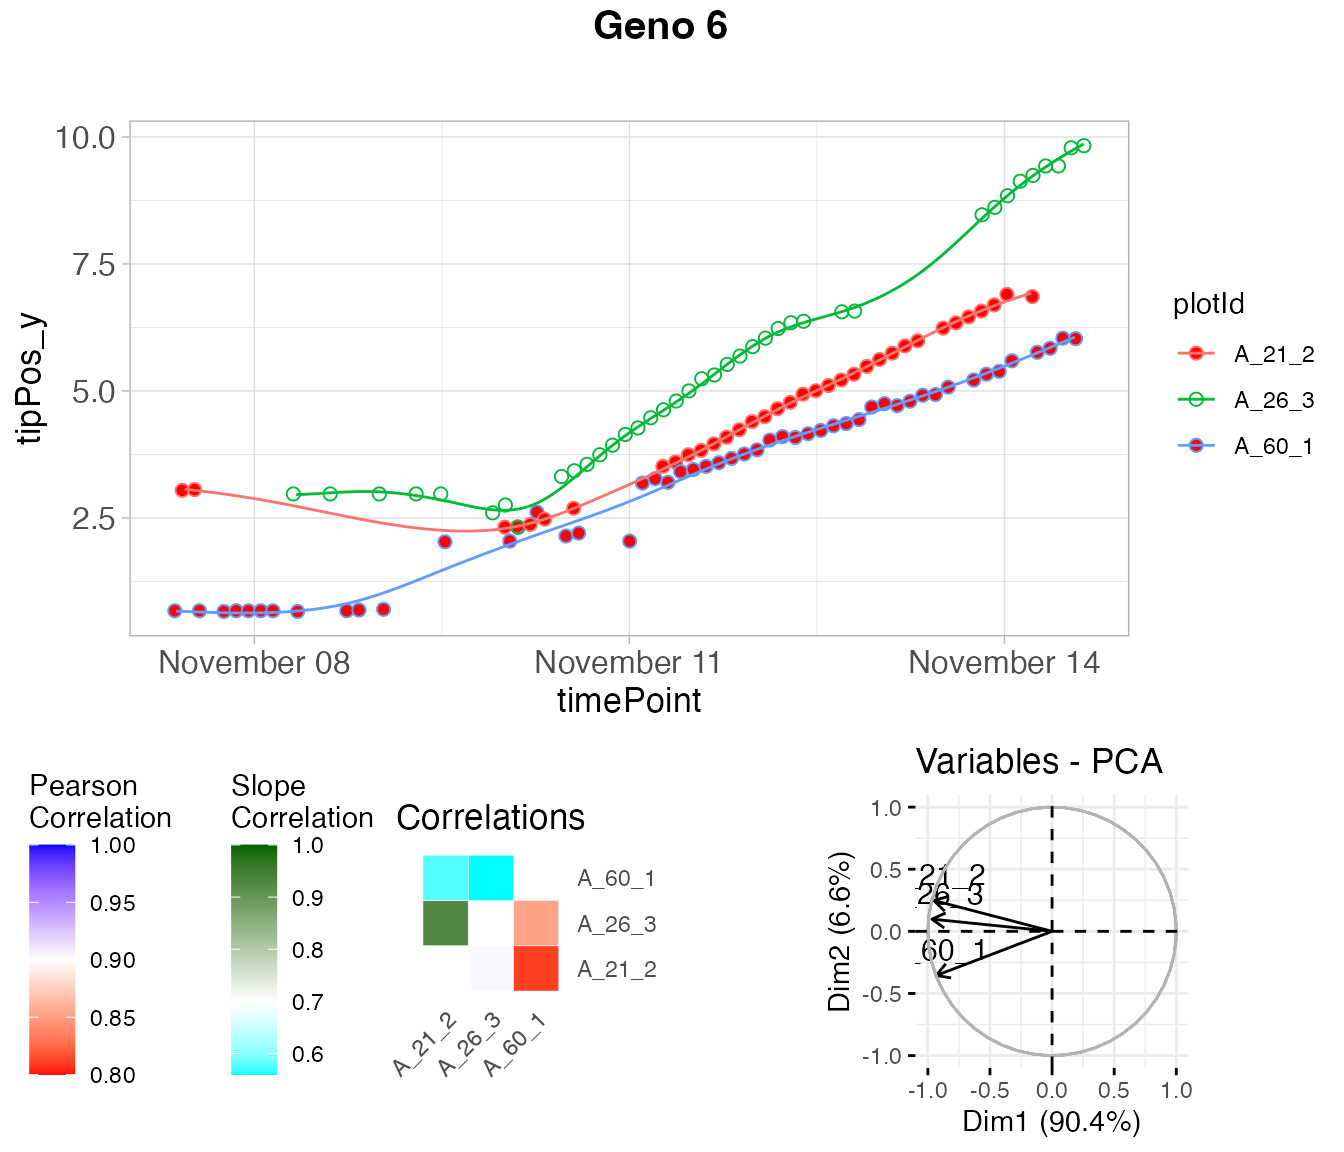 Geno 6
10.0
7.5
5.0
2.5
tipPos_y
November 08
November 11
November 14
timePoint
plotId
A_21_2
A_26_3
A_60_1
Pearson
Correlation
1.00
0.95
0.90
0.85
0.80
Slope
Correlation
1.0
0.9
0.8
0.7
0.6
Correlations
A_60_1
A_26_3
A_21_2
A_21_2
A_26_3
A_60_1
Variables - PCA
1.0
0.5
0.0
-0.5
-1.0
Dim2 (6.6%)
_21_2
_26_3
_60_1
-1.0
-0.5
0.0
0.5
1.0
Dim1 (90.4%)